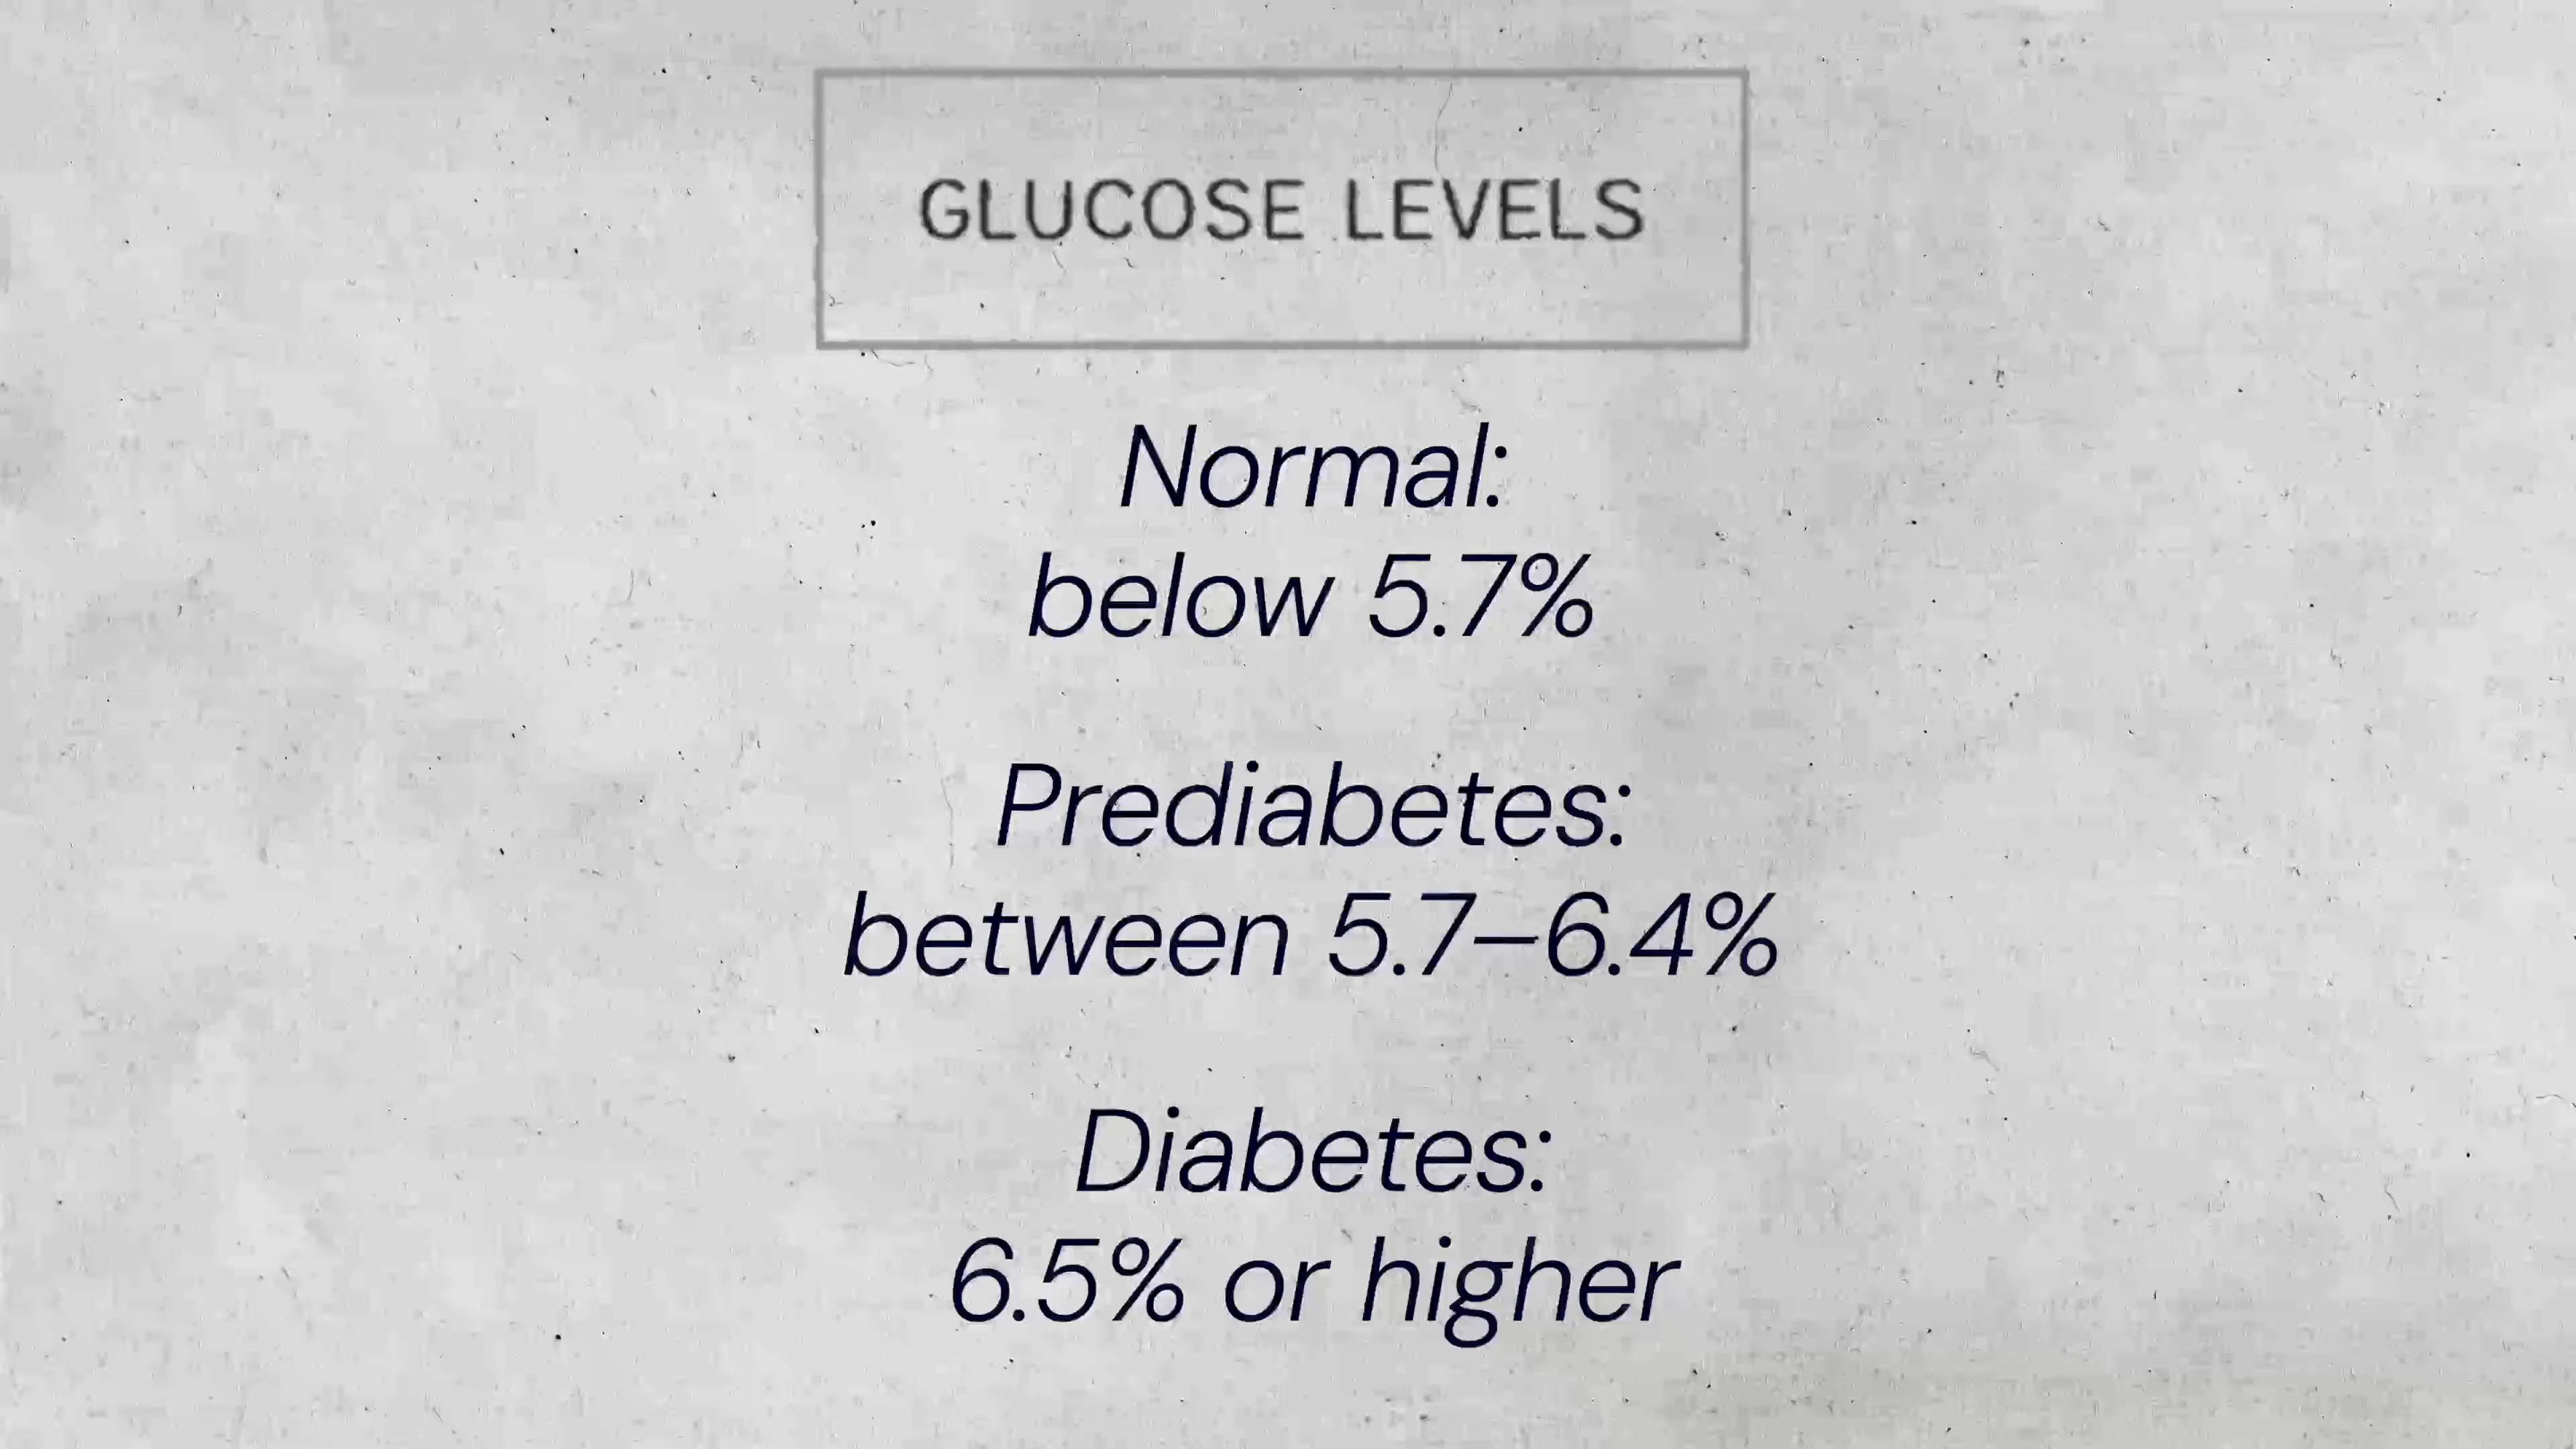 GLUCOSE LEVELS
Normal:
below 5.7%
Prediabetes:
between 5.7–6.4%
Diabetes:
6.5% or higher